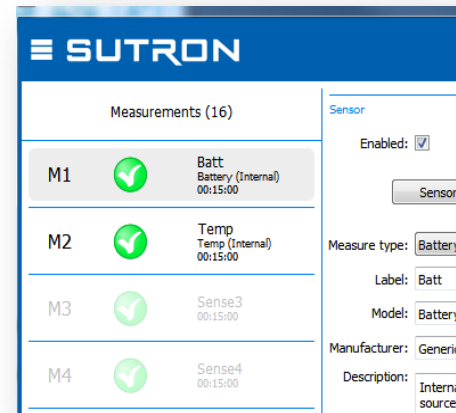 SUTRON
Measurements (16)
M1
Batt
Battery (Internal)
00:15:00
M2
Temp
Temp (Internal)
00:15:00
M3
Sense3
00:15:00
M4
Sense4
00:15:00
Sensor
Enabled:
Sensor
Measure type: Battery
Label: Batt
Model: Battery
Manufacturer: Generic
Description: Interna
source